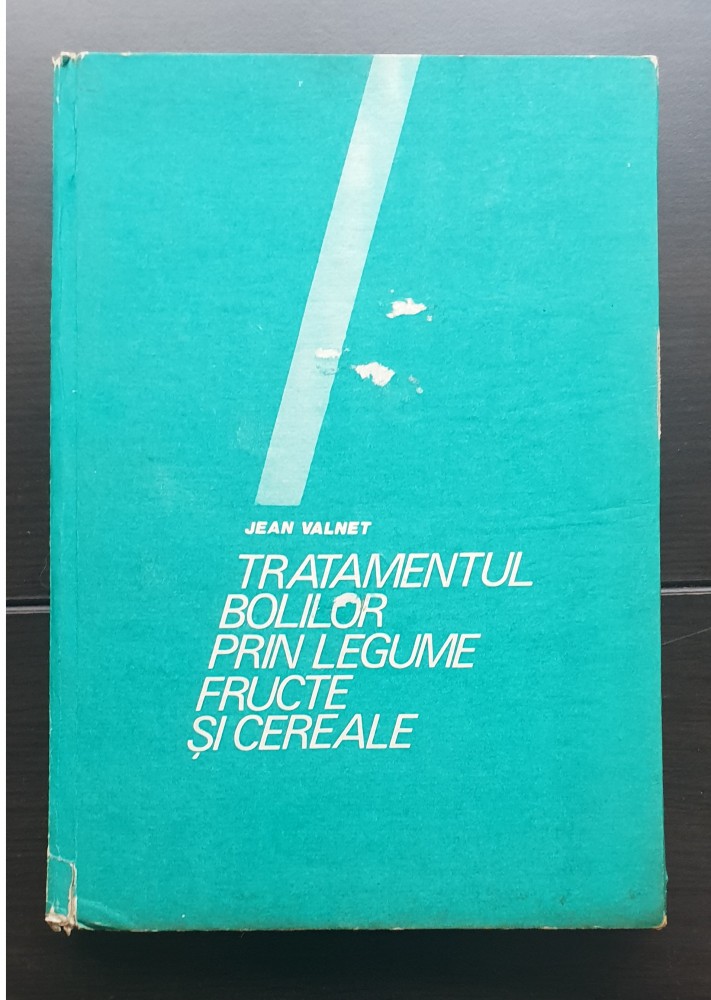 JEAN VALNET
TRATAMENTUL
BOLILOR
PRIN LEGUME
FRUCTE
ȘI CEREALE